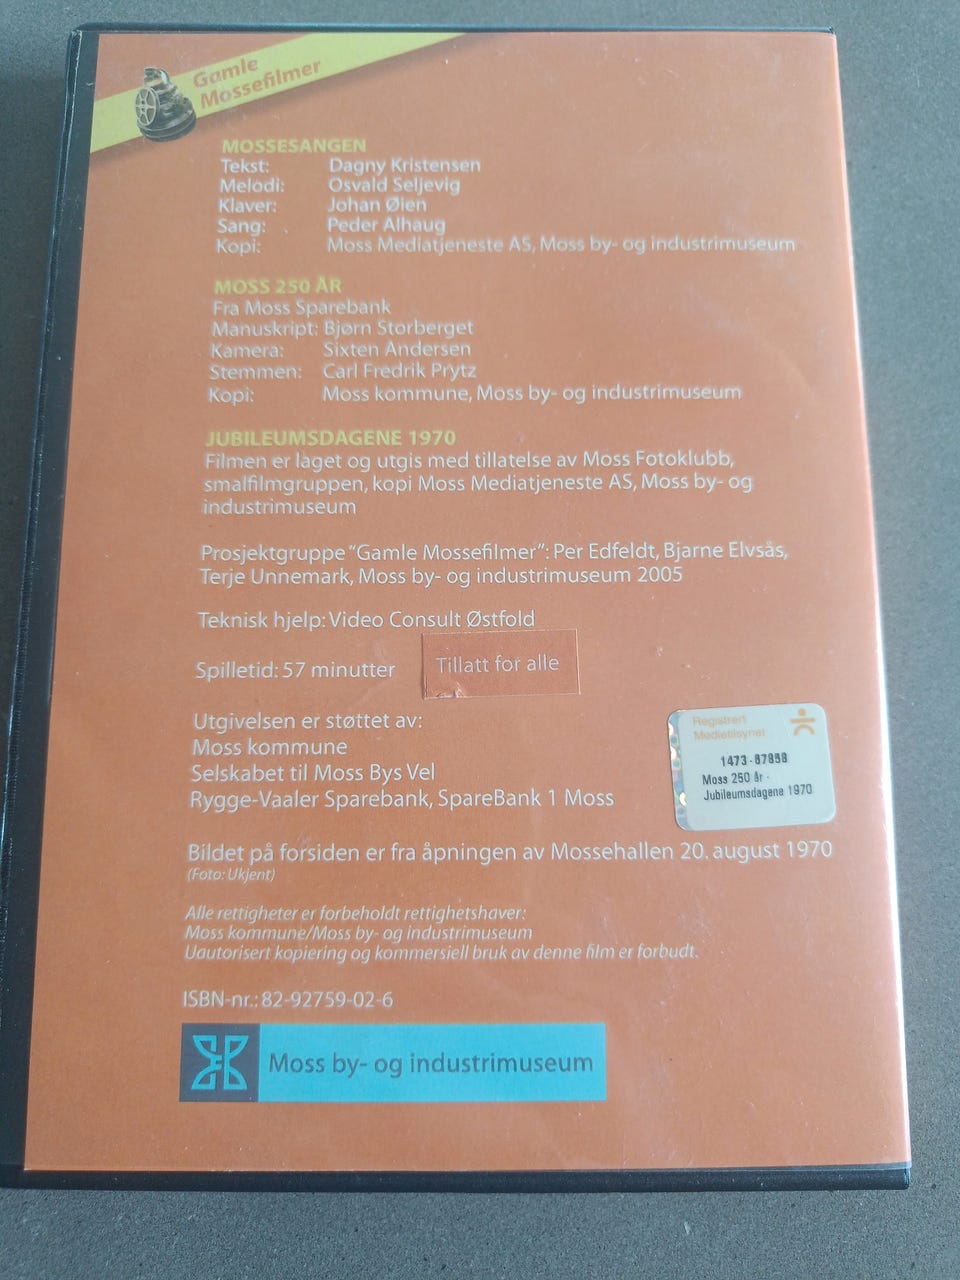 Gamle
Mossefilmer
MOSSESANGEN
Tekst: Dagny Kristensen
Melodi: Osvald Seljevig
Klaver: Johan Øien
Sang: Peder Alhaug
Kopi: Moss Mediatjeneste AS, Moss by- og industrimuseum
MOSS 250 ÅR
Fra Moss Sparebank
Manuskript: Bjørn Storberget
Kamera: Sixten Andersen
Stemmen: Carl Fredrik Prytz
Kopi: Moss kommune, Moss by- og industrimuseum
JUBILEUMSDAGENE 1970
Filmen er laget og utgis med tillatelse av Moss Fotoklubb,
smalfilmgruppen, kopi Moss Mediatjeneste AS, Moss by- og
industrimuseum
Prosjektgruppe "Gamle Mossefilmer": Per Edfeldt, Bjarne Elvsås,
Terje Unnemark, Moss by- og industrimuseum 2005
Teknisk hjelp: Video Consult Østfold
Spilletid: 57 minutter
Tillatt for alle
Utgivelsen er støttet av:
Moss kommune
Selskabet til Moss Bys Vel
Rygge-Vaaler Sparebank, SpareBank 1 Moss
Registrert
Medietilsynet
1473-87858
Moss 250 år -
Jubileumsdagene 1970
Bildet på forsiden er fra åpningen av Mossehallen 20. august 1970
(Foto: Ukjent)
Alle rettigheter er forbeholdt rettighetshaver:
Moss kommune/Moss by- og industrimuseum
Uautorisert kopiering og kommersiell bruk av denne film er forbudt.
ISBN-nr.: 82-92759-02-6
Moss by- og industrimuseum